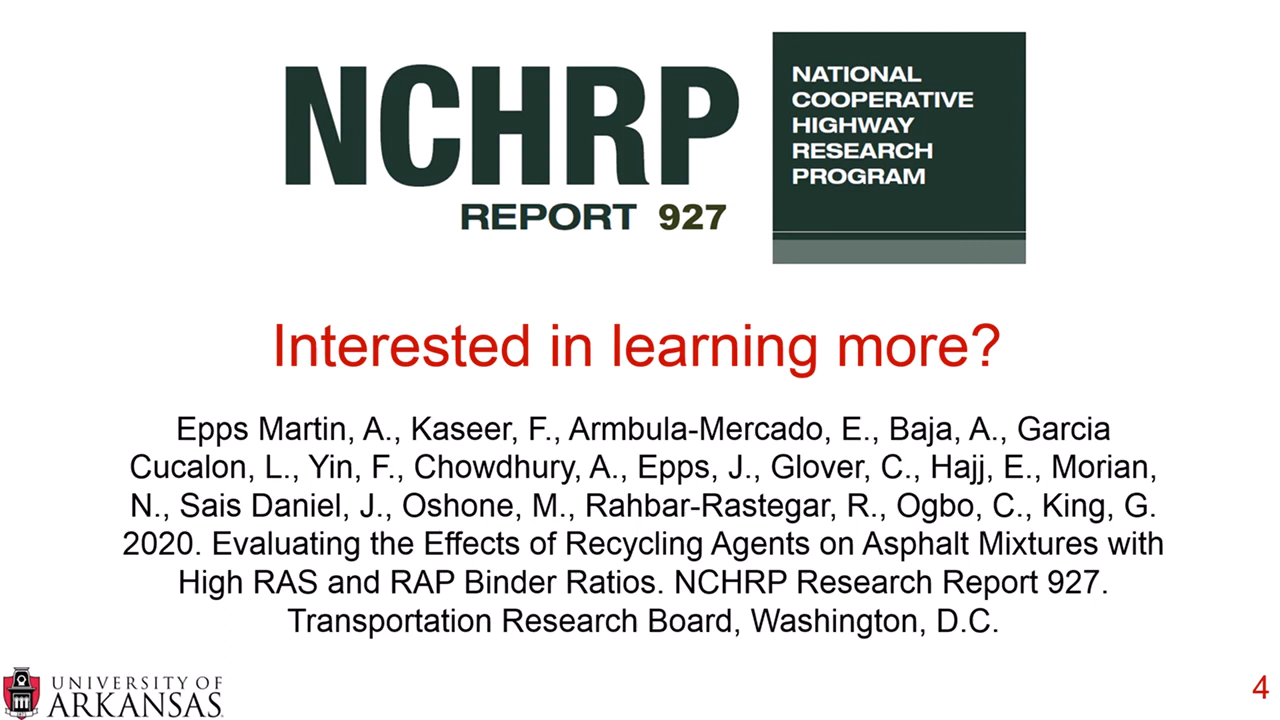 NCHRP
REPORT 927
NATIONAL
COOPERATIVE
HIGHWAY
RESEARCH
PROGRAM
Interested in learning more?
Epps Martin, A., Kaseer, F., Armbula-Mercado, E., Baja, A., Garcia
Cucalon, L., Yin, F., Chowdhury, A., Epps, J., Glover, C., Hajj, E., Morian,
N., Sais Daniel, J., Oshone, M., Rahbar-Rastegar, R., Ogbo, C., King, G.
2020. Evaluating the Effects of Recycling Agents on Asphalt Mixtures with
High RAS and RAP Binder Ratios. NCHRP Research Report 927.
Transportation Research Board, Washington, D.C.
UNIVERSITY OF
ARKANSAS
4